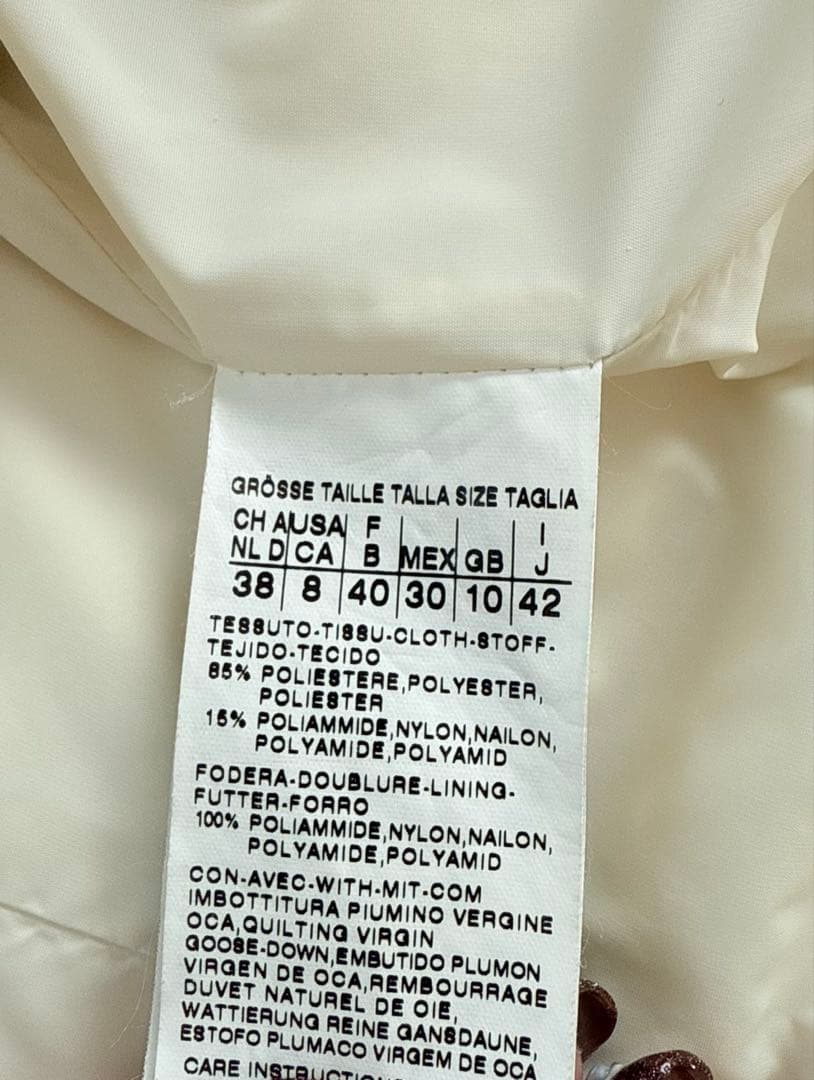 GRÖSSE TAILLE TALLA SIZE TAGLIA
CH A USA F I
NL D CA B MEX GB J
38 8 40 30 10 42
TESSUTO-TISSU-CLOTH-STOFF-
TEJIDO-TECIDO
85% POLIESTERE,POLYESTER,
POLIESTER
15% POLIAMMIDE,NYLON,NAILON,
POLYAMIDE,POLYAMID
FODERA-DOUBLURE-LINING-
FUTTER-FORRO
100% POLIAMMIDE,NYLON,NAILON,
POLYAMIDE,POLYAMID
CON-AVEC-WITH-MIT-COM
IMBOTTITURA PIUMINO VERGINE
OCA,QUILTING VIRGIN
GOOSE-DOWN,EMBUTIDO PLUMON
VIRGEN DE OCA,REMBOURRAGE
DUVET NATUREL DE OIE,
WATTIERUNG REINE GANSDAUNE,
ESTOFO PLUMACO VIRGEM DE OCA
CARE INSTRUCTION